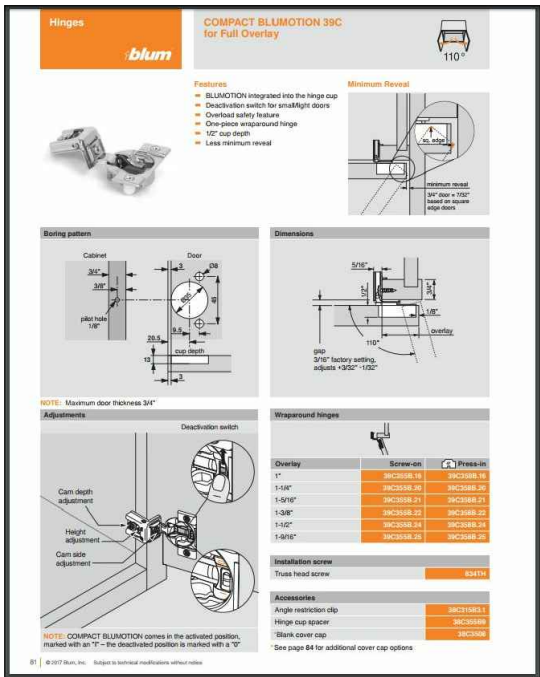 Hinges
COMPACT BLUMOTION 39C
for Full Overlay
blum
110°
Features
BLUMOTION integrated into the hinge cup
Deactivation switch for small/light doors
Overload safety feature
One-piece wraparound hinge
1/2" cup depth
Less minimum reveal
Minimum Reveal
sq. edge
minimum reveal
3/4" door = 7/32"
based on square
edge doors
Boring pattern
Cabinet
Door
3/4"
3
Ø8
3/8"
Ø35
45
pilot hole
1/8"
9.5
20.5
cup depth
13
3
NOTE: Maximum door thickness 3/4"
Dimensions
5/16"
1/2"
3/4"
1/8"
overlay
110°
gap
3/16" factory setting,
adjusts +3/32" -1/32"
Adjustments
Deactivation switch
Cam depth
adjustment
Height
adjustment
Cam side
adjustment
NOTE: COMPACT BLUMOTION comes in the activated position,
marked with an "I" – the deactivated position is marked with a "0"
Wraparound hinges
Overlay Screw-on Press-in
1" 39C355B.16 39C358B.16
1-1/4" 39C355B.20 39C358B.20
1-5/16" 39C355B.21 39C358B.21
1-3/8" 39C355B.22 39C358B.22
1-1/2" 39C355B.24 39C358B.24
1-9/16" 39C355B.25 39C358B.25
Installation screw
Truss head screw 834TH
Accessories
Angle restriction clip 38C315B3.1
Hinge cup spacer
*Blank cover cap
*See page 84 for additional cover cap options
81 | © 2017 Blum, Inc. Subject to technical modifications without notice